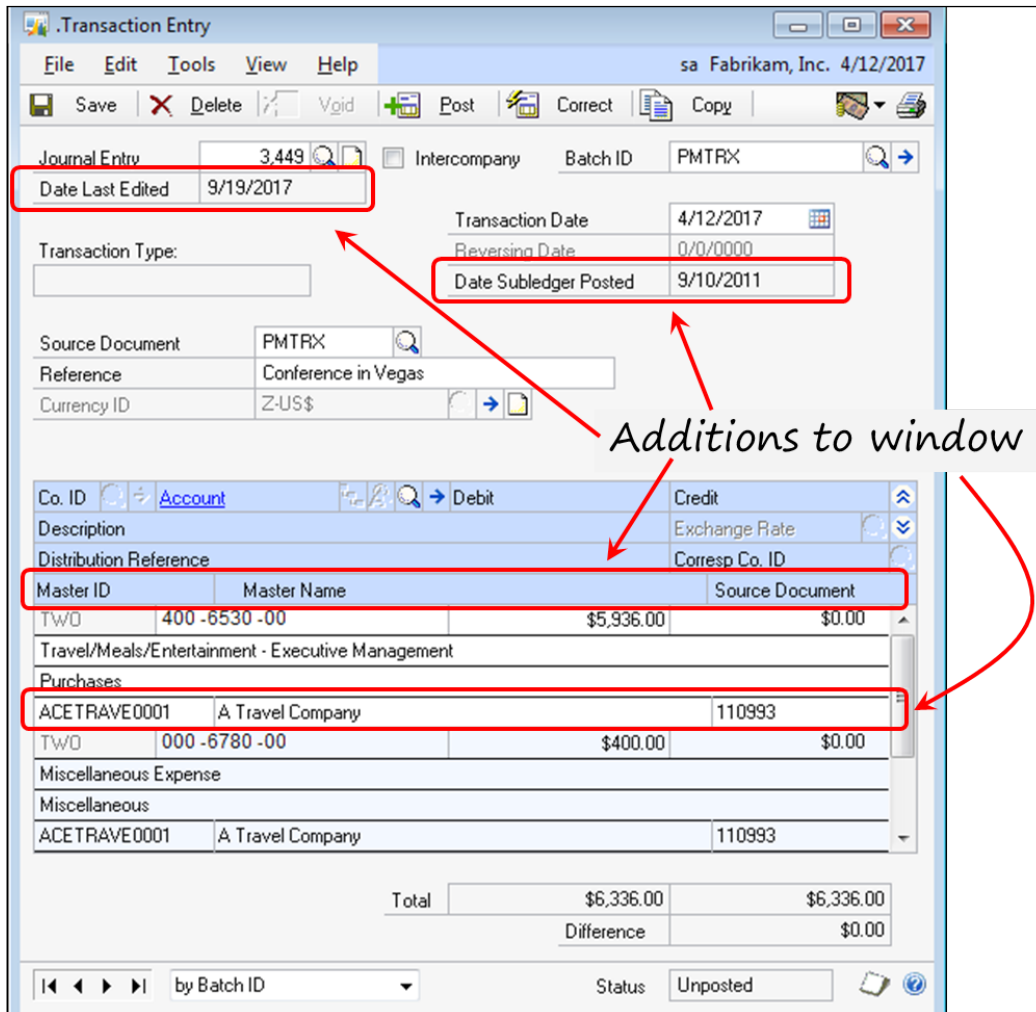 .Transaction Entry
File Edit Tools View Help sa Fabrikam, Inc. 4/12/2017
Save Delete Void Post Correct Copy
Journal Entry 3,449 Intercompany Batch ID PMTRX
Date Last Edited 9/19/2017
Transaction Date 4/12/2017
Transaction Type: Reversing Date 0/0/0000
Date Subledger Posted 9/10/2011
Source Document PMTRX
Reference Conference in Vegas
Currency ID Z-US$
Additions to window
Co. ID Account Debit Credit
Description Exchange Rate
Distribution Reference Corresp Co. ID
Master ID Master Name Source Document
TWO 400 -6530 -00 $5,936.00 $0.00
Travel/Meals/Entertainment - Executive Management
Purchases
ACETRAVE0001 A Travel Company 110993
TWO 000 -6780 -00 $400.00 $0.00
Miscellaneous Expense
Miscellaneous
ACETRAVE0001 A Travel Company 110993
Total $6,336.00 $6,336.00
Difference $0.00
by Batch ID Status Unposted